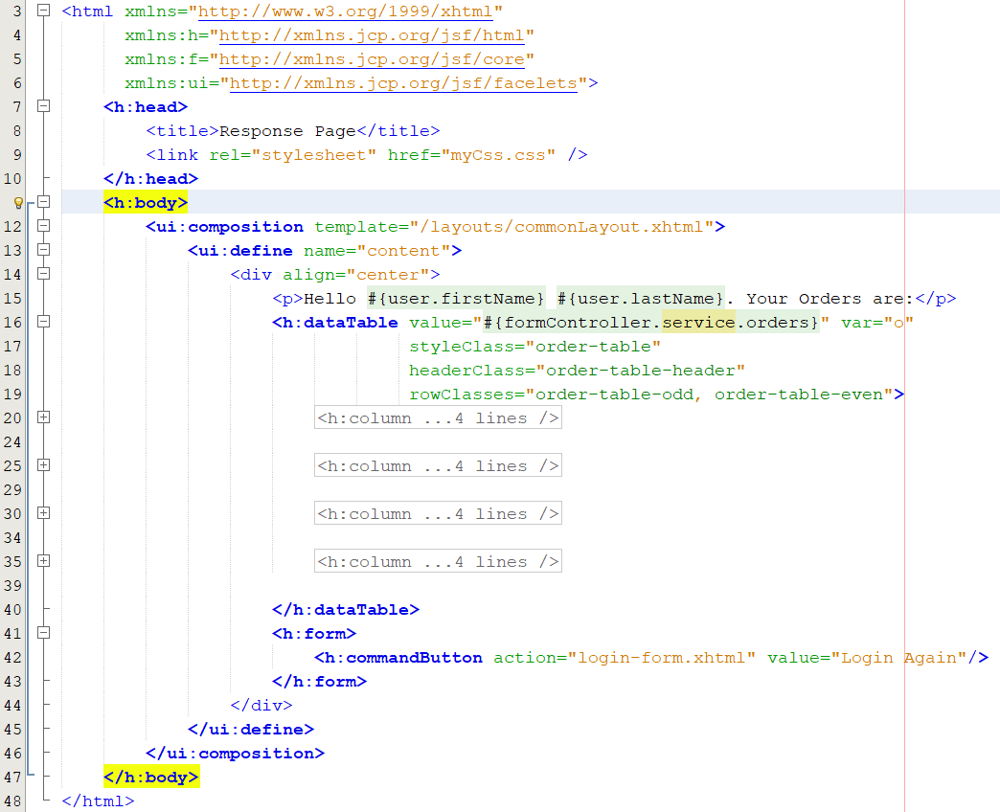 3 <html xmlns="http://www.w3.org/1999/xhtml"
4 xmlns:h="http://xmlns.jcp.org/jsf/html"
5 xmlns:f="http://xmlns.jcp.org/jsf/core"
6 xmlns:ui="http://xmlns.jcp.org/jsf/facelets">
7 <h:head>
8 <title>Response Page</title>
9 <link rel="stylesheet" href="myCss.css" />
10 </h:head>
<h:body>
12 <ui:composition template="/layouts/commonLayout.xhtml">
13 <ui:define name="content">
14 <div align="center">
15 <p>Hello #{user.firstName} #{user.lastName}. Your Orders are:</p>
16 <h:dataTable value="#{formController.service.orders}" var="o"
17 styleClass="order-table"
18 headerClass="order-table-header"
19 rowClasses="order-table-odd, order-table-even">
20 <h:column ...4 lines />
24
25 <h:column ...4 lines />
29
30 <h:column ...4 lines />
34
35 <h:column ...4 lines />
39
40 </h:dataTable>
41 <h:form>
42 <h:commandButton action="login-form.xhtml" value="Login Again"/>
43 </h:form>
44 </div>
45 </ui:define>
46 </ui:composition>
47 </h:body>
48 </html>